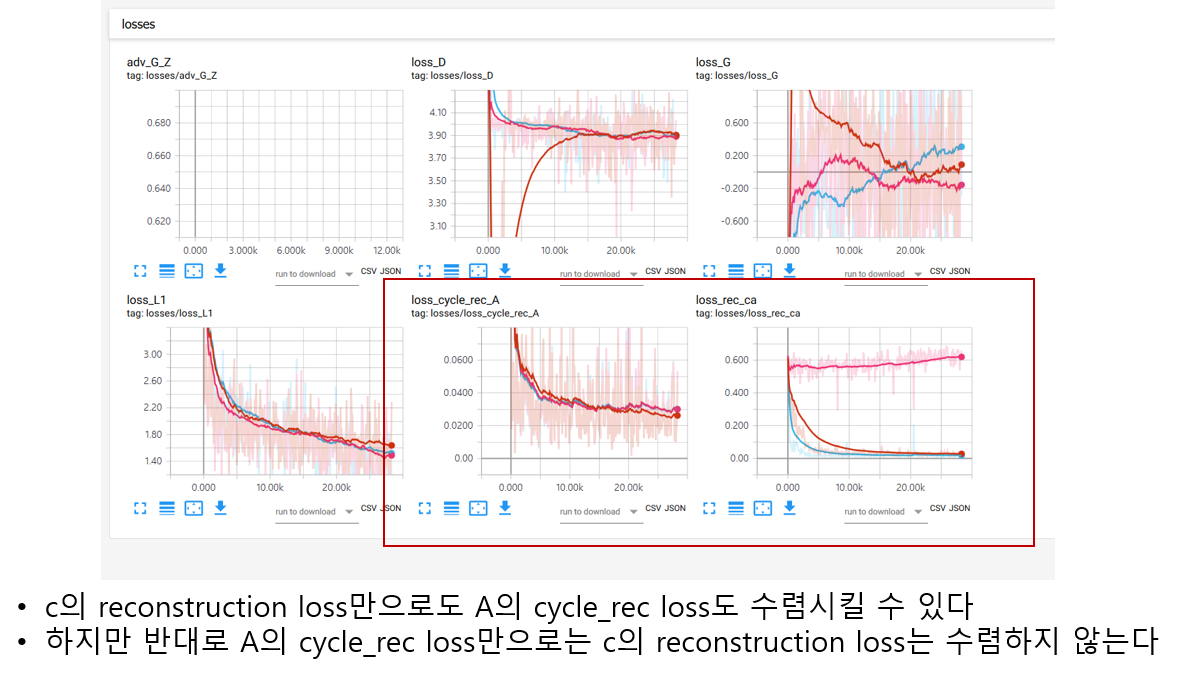 losses
adv_G_Z
tag: losses/adv_G_Z
0.680
0.660
0.640
0.620
0.000 3.000k 6.000k 9.000k 12.00k
run to download CSV JSON
loss_D
tag: losses/loss_D
4.10
3.90
3.70
3.50
3.30
3.10
0.000 10.00k 20.00k
run to download CSV JSON
loss_G
tag: losses/loss_G
0.600
0.200
-0.200
-0.600
0.000 10.00k 20.00k
run to download CSV JSON
loss_L1
tag: losses/loss_L1
3.00
2.60
2.20
1.80
1.40
0.000 10.00k 20.00k
run to download CSV JSON
loss_cycle_rec_A
tag: losses/loss_cycle_rec_A
0.0600
0.0400
0.0200
0.00
0.000 10.00k 20.00k
run to download CSV JSON
loss_rec_ca
tag: losses/loss_rec_ca
0.600
0.400
0.200
0.00
0.000 10.00k 20.00k
run to download CSV JSON
• c의 reconstruction loss만으로도 A의 cycle_rec loss도 수렴시킬 수 있다
• 하지만 반대로 A의 cycle_rec loss만으로는 c의 reconstruction loss는 수렴하지 않는다